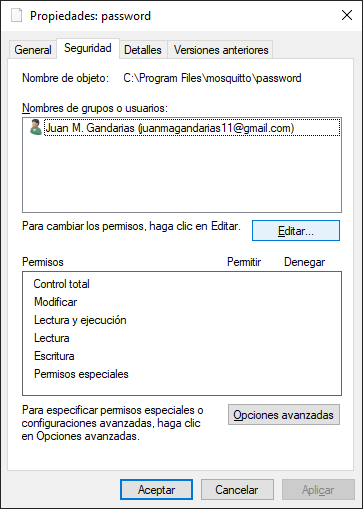 Propiedades: password
General
Seguridad
Detalles
Versiones anteriores
Nombre de objeto: C:\Program Files\mosquitto\password
Nombres de grupos o usuarios:
Juan M. Gandarias (juanmagandarias11@gmail.com)
Para cambiar los permisos, haga clic en Editar.
Editar...
Permisos Permitir Denegar
Control total
Modificar
Lectura y ejecución
Lectura
Escritura
Permisos especiales
Para especificar permisos especiales o
configuraciones avanzadas, haga clic
en Opciones avanzadas.
Opciones avanzadas
Aceptar
Cancelar
Aplicar